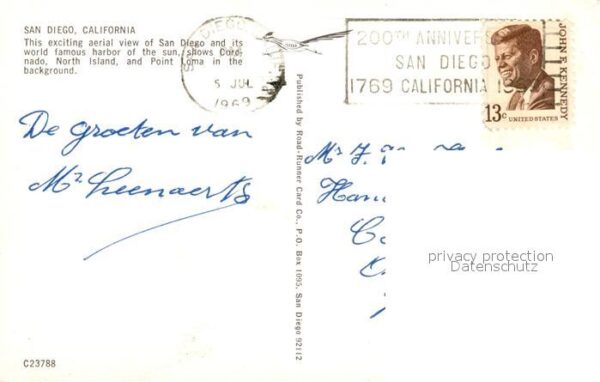 SAN DIEGO, CALIFORNIA
This exciting aerial view of San Diego and its
famous harbor of the sun, shows Coro-
nado, North Island, and Point Loma in the
background.
SAN DIEGO
5 JUL
1969
200TH ANNIVERS
SAN DIEGO
1769 CALIFORNIA 19
JOHN F. KENNEDY
13c UNITED STATES
De groeten van
Mr Leenaerts
Published by Road-Runner Card Co., P.O. Box 1095, San Diego 92112
Mr J.
privacy protection
Datenschutz
C23788